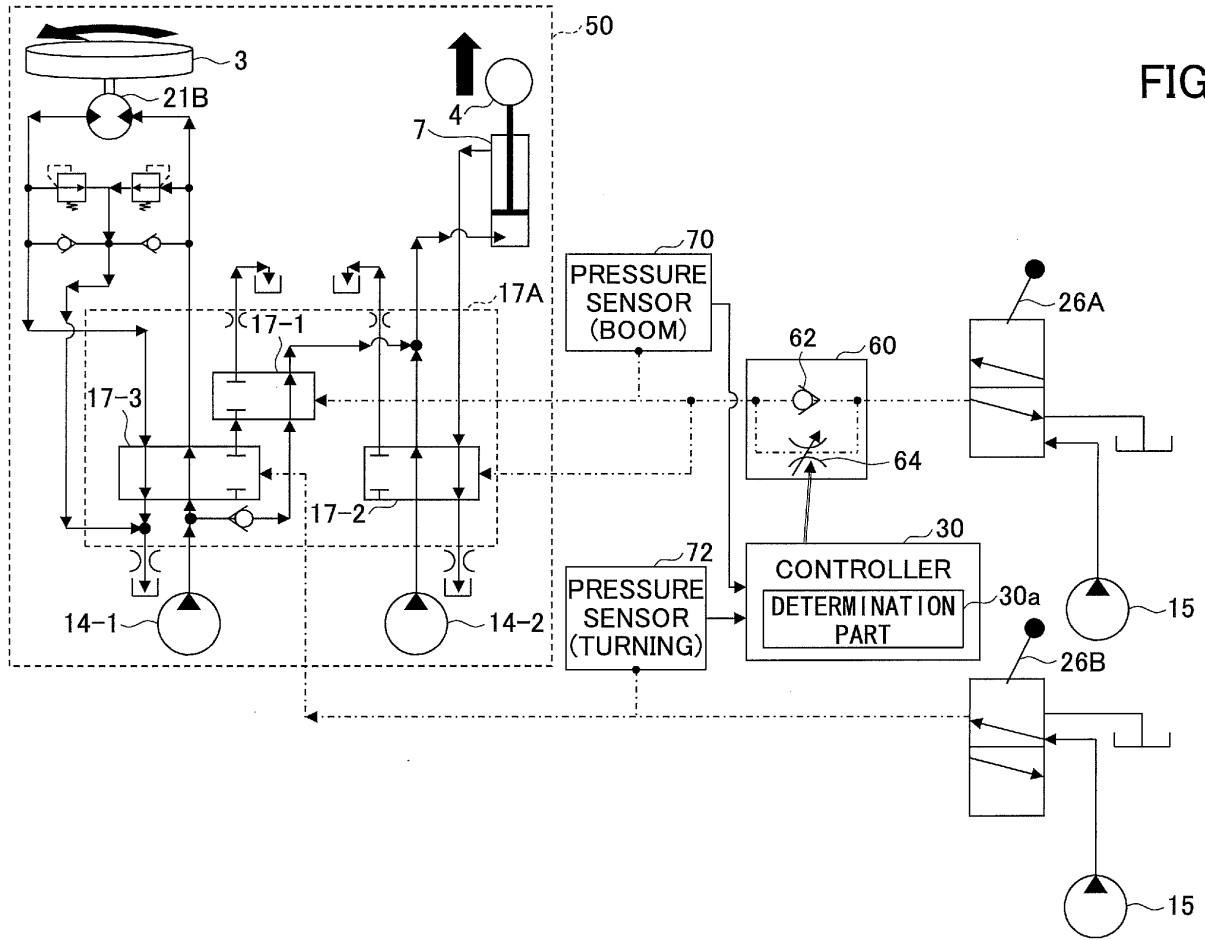 50
3
FIG
21B
4
7
70
PRESSURE
SENSOR
(BOOM)
26A
17A
17-1
62
60
17-3
64
17-2
30
72
CONTROLLER
PRESSURE
SENSOR
(TURNING)
30a
DETERMINATION
PART
14-1
14-2
15
26B
15